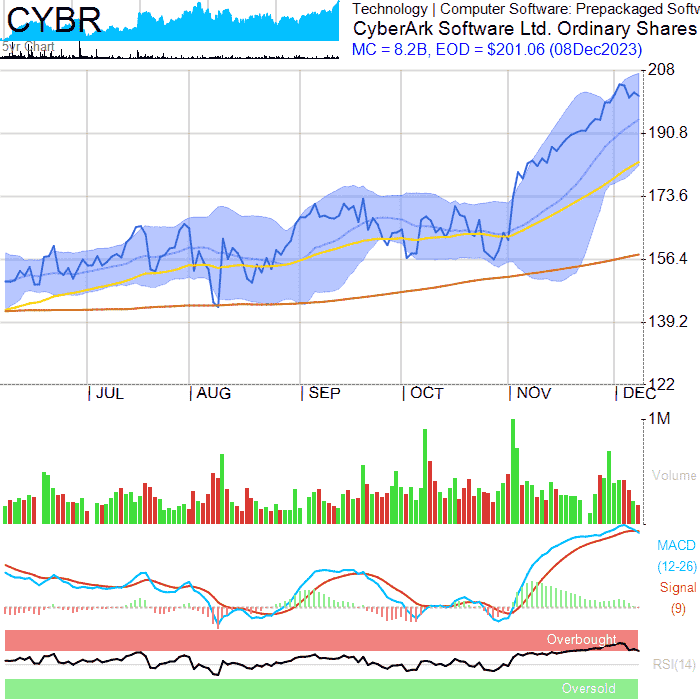 CYBR
5yr Chart
Technology | Computer Software: Prepackaged Softw
CyberArk Software Ltd. Ordinary Shares
MC = 8.2B, EOD = $201.06 (08Dec2023)
208
190.8
173.6
156.4
139.2
122
JUL AUG SEP OCT NOV DEC
1M
Volume
MACD
(12-26)
Signal
(9)
Overbought
RSI(14)
Oversold